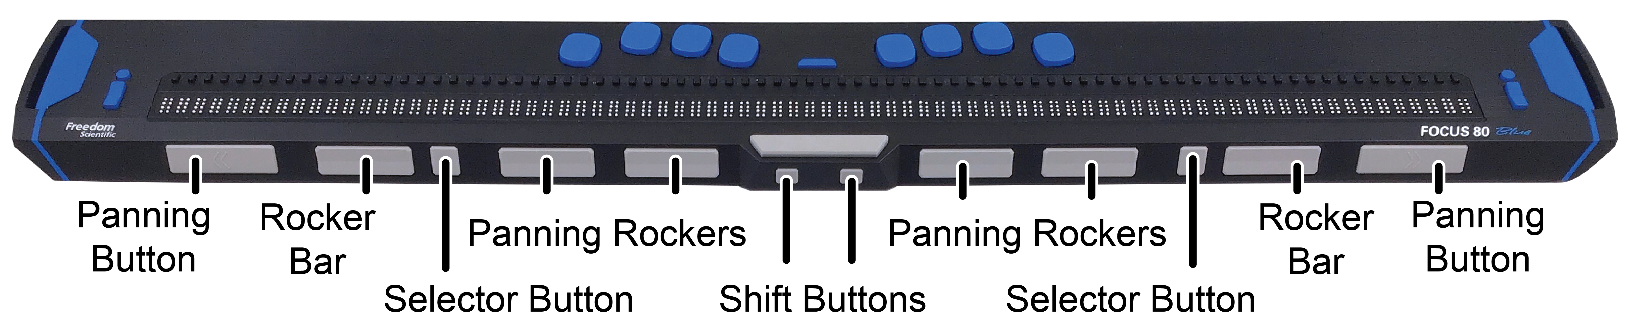 Freedom
Scientific
FOCUS 80 Blue
Panning
Button
Rocker
Bar
Selector Button
Panning Rockers
Shift Buttons
Panning Rockers
Selector Button
Rocker
Bar
Panning
Button